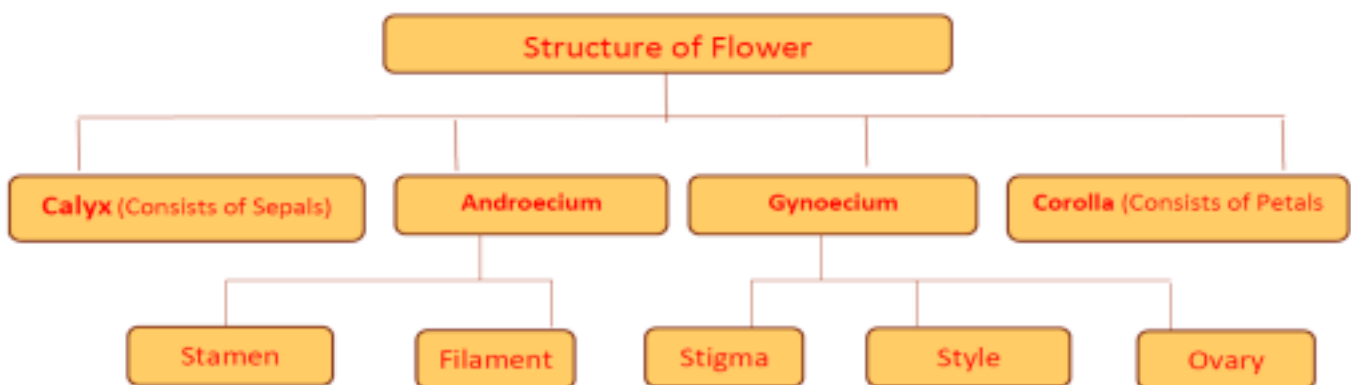 Structure of Flower
Calyx (Consists of Sepals)
Androecium
Gynoecium
Corolla (Consists of Petals
Stamen
Filament
Stigma
Style
Ovary